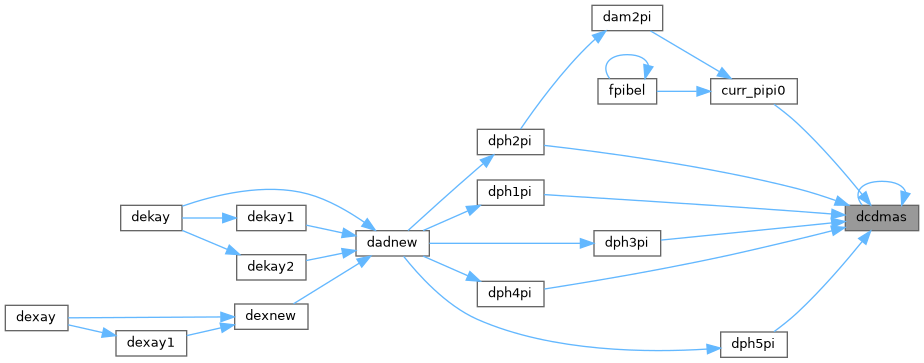 dam2pi
fpibel
curr_pipi0
dph2pi
dph1pi
dekay
dekay1
dcdmas
dadnew
dph3pi
dekay2
dph4pi
dexay
dexnew
dexay1
dph5pi